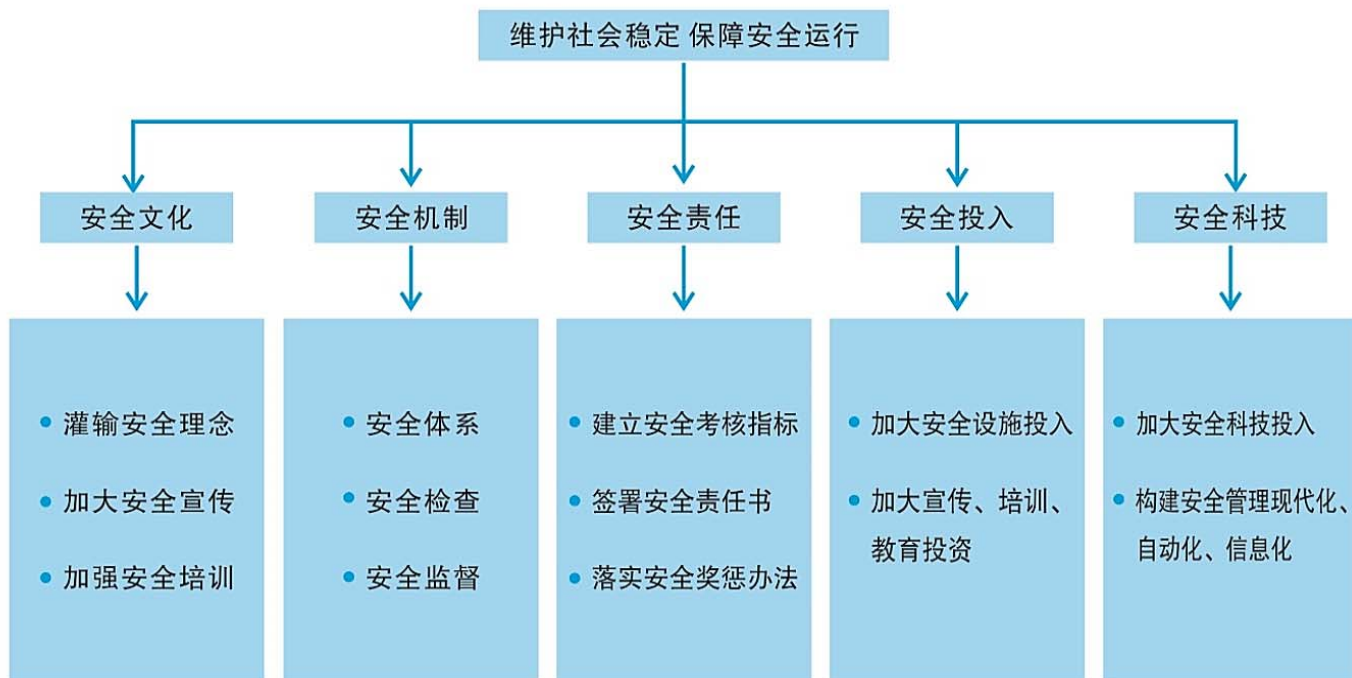 维护社会稳定 保障安全运行
安全文化
安全机制
安全责任
安全投入
安全科技
灌输安全理念
加大安全宣传
加强安全培训
安全体系
安全检查
安全监督
建立安全考核指标
签署安全责任书
落实安全奖惩办法
加大安全设施投入
加大宣传、培训、
教育投资
加大安全科技投入
构建安全管理现代化、
自动化、信息化